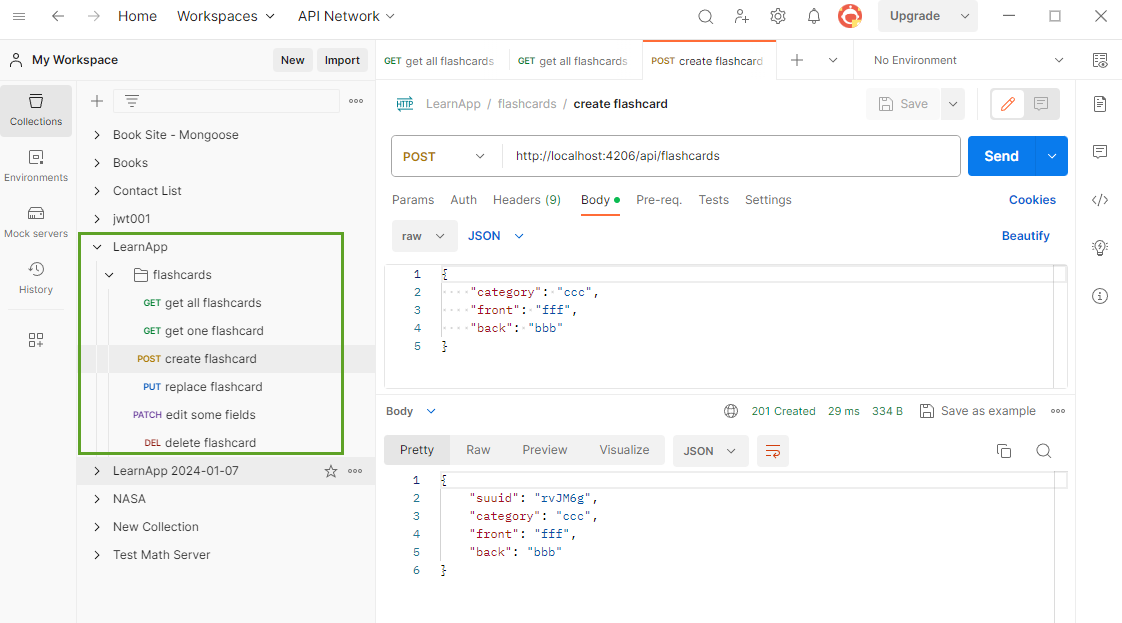 Home Workspaces API Network Upgrade
My Workspace New Import
GET get all flashcards GET get all flashcards POST create flashcard No Environment
Collections
Environments
Mock servers
History
Book Site - Mongoose
Books
Contact List
jwt001
LearnApp
flashcards
GET get all flashcards
GET get one flashcard
POST create flashcard
PUT replace flashcard
PATCH edit some fields
DEL delete flashcard
LearnApp 2024-01-07
NASA
New Collection
Test Math Server
HTTP LearnApp / flashcards / create flashcard Save
POST http://localhost:4206/api/flashcards Send
Params Auth Headers (9) Body Pre-req. Tests Settings Cookies
raw JSON Beautify
1 {
2 "category": "ccc",
3 "front": "fff",
4 "back": "bbb"
5 }
Body 201 Created 29 ms 334 B Save as example
Pretty Raw Preview Visualize JSON
1 {
2 "suuid": "rvJM6g",
3 "category": "ccc",
4 "front": "fff",
5 "back": "bbb"
6 }